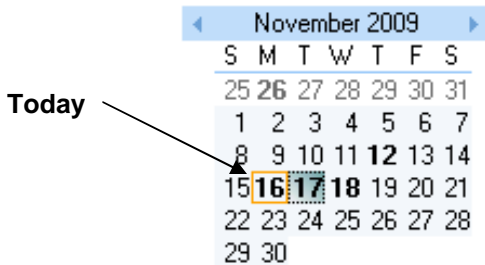 November 2009
S M T W T F S
25 26 27 28 29 30 31
Today
1 2 3 4 5 6 7
8 9 10 11 12 13 14
15 16 17 18 19 20 21
22 23 24 25 26 27 28
29 30